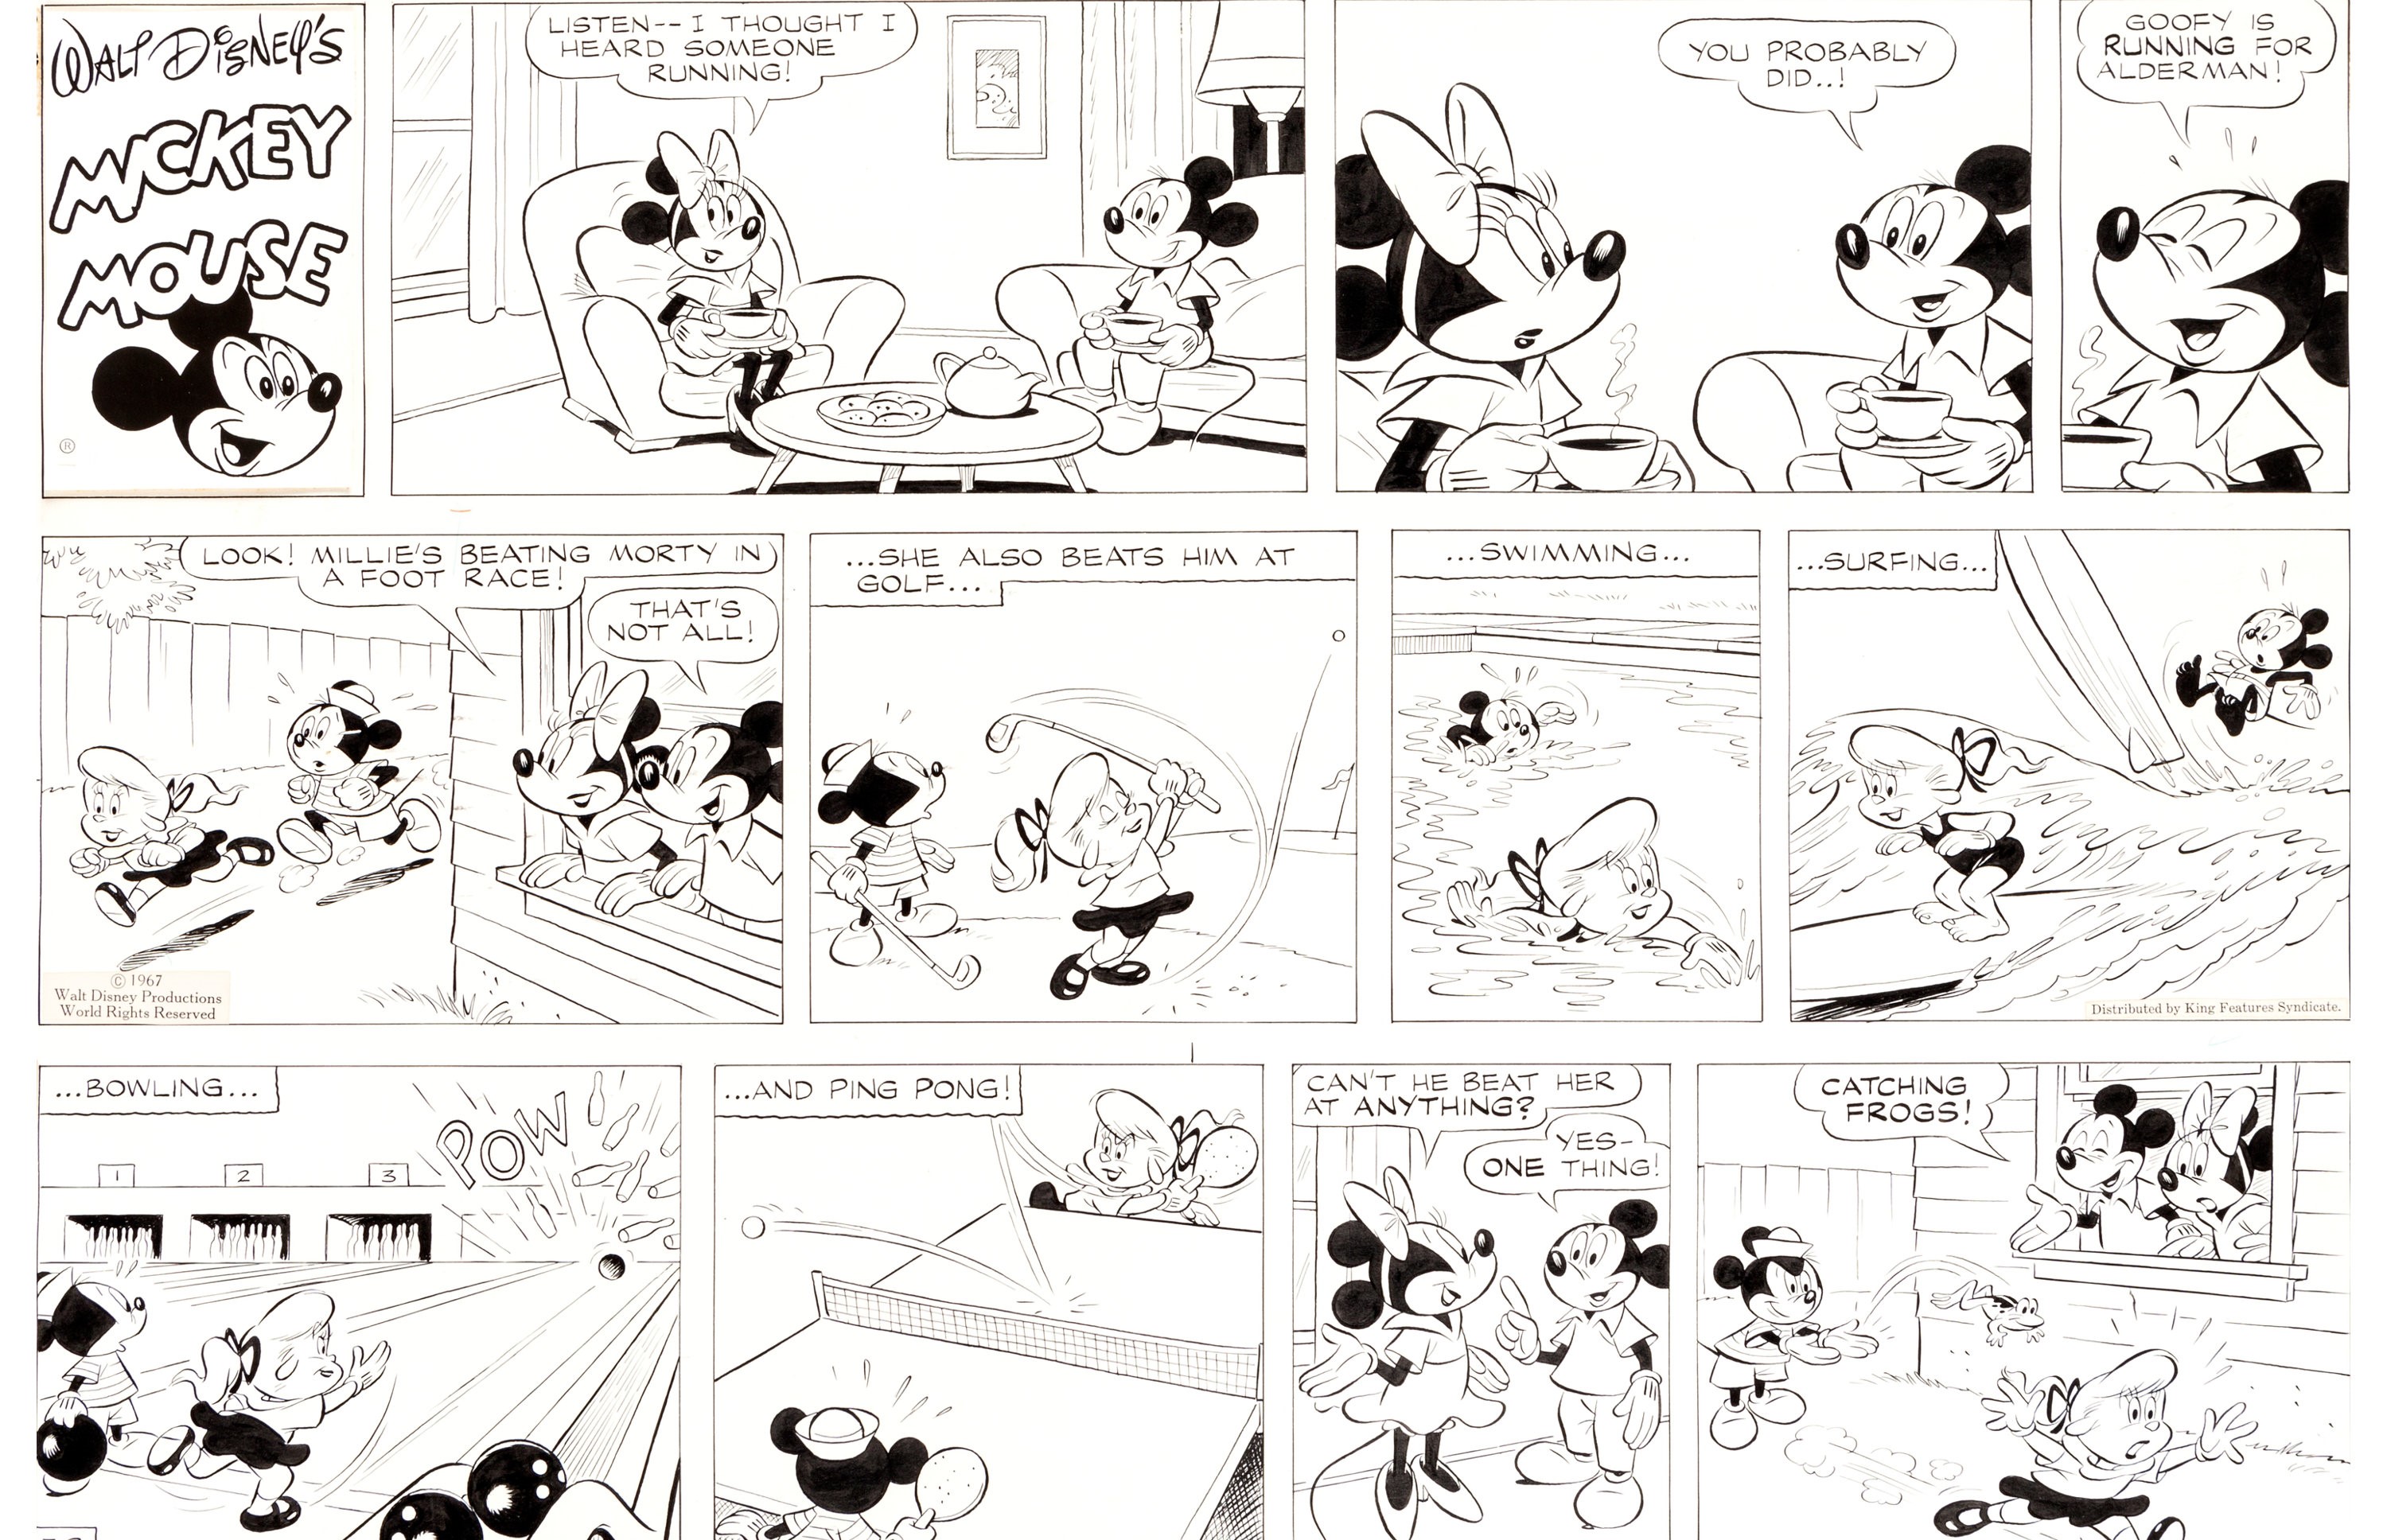 WALT DISNEY'S
MICKEY
MOUSE
®
LISTEN-- I THOUGHT I
HEARD SOMEONE
RUNNING!
YOU PROBABLY
DID..!
GOOFY IS
RUNNING FOR
ALDERMAN!
LOOK! MILLIE'S BEATING MORTY IN
A FOOT RACE!
THAT'S
NOT ALL!
© 1967
Walt Disney Productions
World Rights Reserved
...SHE ALSO BEATS HIM AT
GOLF...
...SWIMMING...
...SURFING...
Distributed by King Features Syndicate.
...BOWLING...
POW
1
2
3
...AND PING PONG!
CAN'T HE BEAT HER
AT ANYTHING?
YES-
ONE THING!
CATCHING
FROGS!